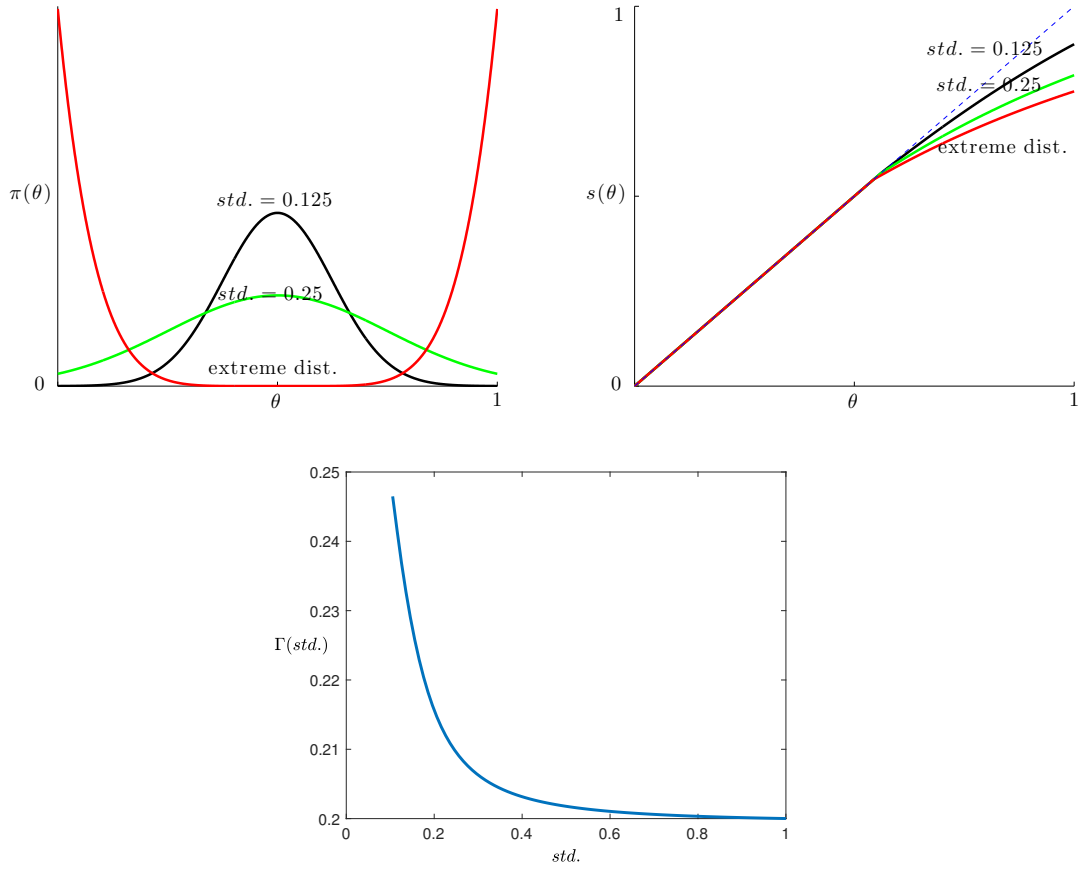 π(θ)
std. = 0.125
std. = 0.25
extreme dist.
0
θ
1
1
std. = 0.125
std. = 0.25
extreme dist.
s(θ)
0
θ
1
0.25
0.24
0.23
Γ(std.)
0.22
0.21
0.2
0
0.2
0.4
0.6
0.8
1
std.